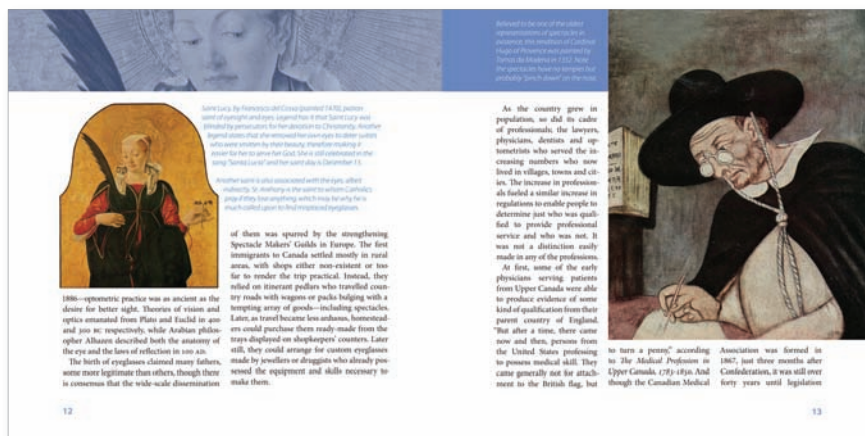 Saint Lucy, by Francesco del Cossa (painted 1470), patron
saint of eyesight and eyes. Legend has it that Saint Lucy was
blinded by persecutors for her devotion to Christianity. Another
legend states that she removed her own eyes to deter suitors
who were smitten by their beauty, therefore making it
easier for her to serve her God. She is still celebrated in the
song "Santa Lucia" and her saint day is December 13.
Another saint is also associated with the eyes, albeit
indirectly. St. Anthony is the saint to whom Catholics
pray if they lose anything which may be why he is
much called upon to find misplaced eyeglasses.
1886—optometric practice was as ancient as the
desire for better sight. Theories of vision and
optics emanated from Plato and Euclid in 400
and 300 BC respectively, while Arabian philos-
opher Alhazen described both the anatomy of
the eye and the laws of reflection in 100 AD.
The birth of eyeglasses claimed many fathers,
some more legitimate than others, though there
is consensus that the wide-scale dissemination
of them was spurred by the strengthening
Spectacle Makers' Guilds in Europe. The first
immigrants to Canada settled mostly in rural
areas, with shops either non-existent or too
far to render the trip practical. Instead, they
relied on itinerant pedlars who travelled coun-
try roads with wagons or packs bulging with a
tempting array of goods—including spectacles.
Later, as travel became less arduous, homestead-
ers could purchase them ready-made from the
trays displayed on shopkeepers' counters. Later
still, they could arrange for custom eyeglasses
made by jewellers or druggists who already pos-
sessed the equipment and skills necessary to
make them.
12
Believed to be one of the oldest
representations of spectacles in
existence, this rendition of Cardinal
Hugo of Provence was painted by
Tomas da Modena in 1352. Note
the spectacles have no temples but
probably "pinch down" on the nose.
As the country grew in
population, so did its cadre
of professionals; the lawyers,
physicians, dentists and op-
tometrists who served the in-
creasing numbers who now
lived in villages, towns and cit-
ies. The increase in profession-
als fueled a similar increase in
regulations to enable people to
determine just who was quali-
fied to provide professional
service and who was not. It
was not a distinction easily
made in any of the professions.
At first, some of the early
physicians serving patients
from Upper Canada were able
to produce evidence of some
kind of qualification from their
parent country of England.
"But after a time, there came
now and then, persons from
the United States professing
to possess medical skill. They
came generally not for attach-
ment to the British flag, but
to turn a penny," according
to The Medical Profession in
Upper Canada, 1783-1850. And
though the Canadian Medical
Association was formed in
1867, just three months after
Confederation, it was still over
forty years until legislation
13